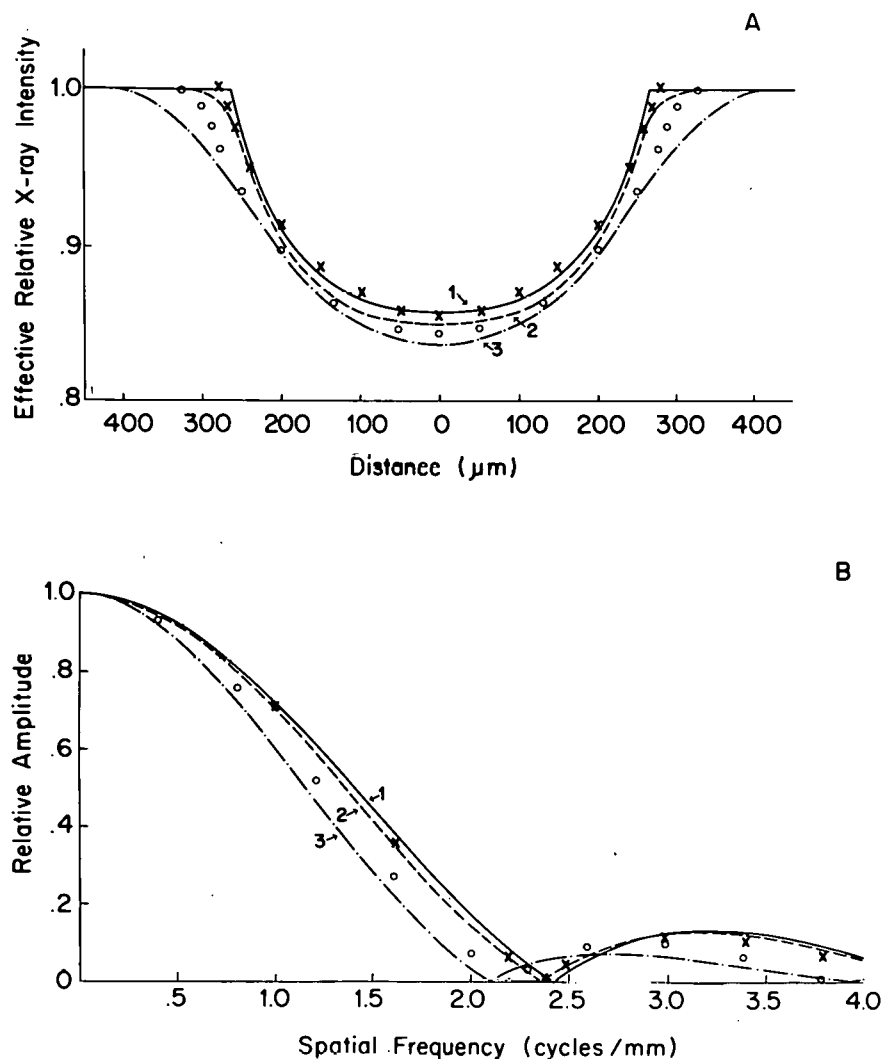 A
Effective Relative X-ray Intensity
1.0
.9
.8
1
2
3
400 300 200 100 0 100 200 300 400
Distance (µm)
B
Relative Amplitude
1.0
.8
.6
.4
.2
0
1
2
3
.5 1.0 1.5 2.0 2.5 3.0 3.5 4.0
Spatial Frequency (cycles/mm)